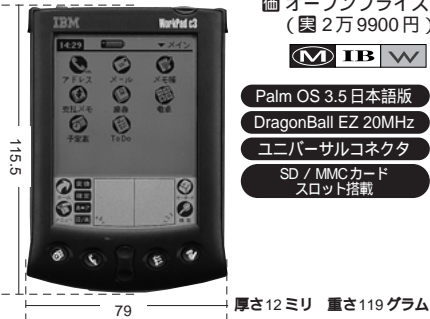 価 オープンプライス
(実 2万9900円)
M IB W
IBM WorkPad c3
14:29 メイン
アドレス メール メモ帳
支払メモ 辞書 電卓
予定表 ToDo
Palm OS 3.5 日本語版
DragonBall EZ 20MHz
ユニバーサルコネクタ
SD / MMCカード
スロット搭載
115.5
79
厚さ12ミリ 重さ119グラム